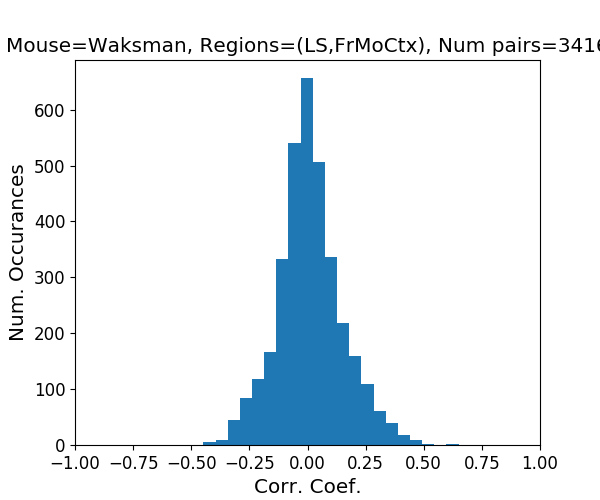 Mouse=Waksman, Regions=(LS,FrMoCtx), Num pairs=3416
600
500
400
300
200
100
0
Num. Occurances
−1.00 −0.75 −0.50 −0.25 0.00 0.25 0.50 0.75 1.00
Corr. Coef.